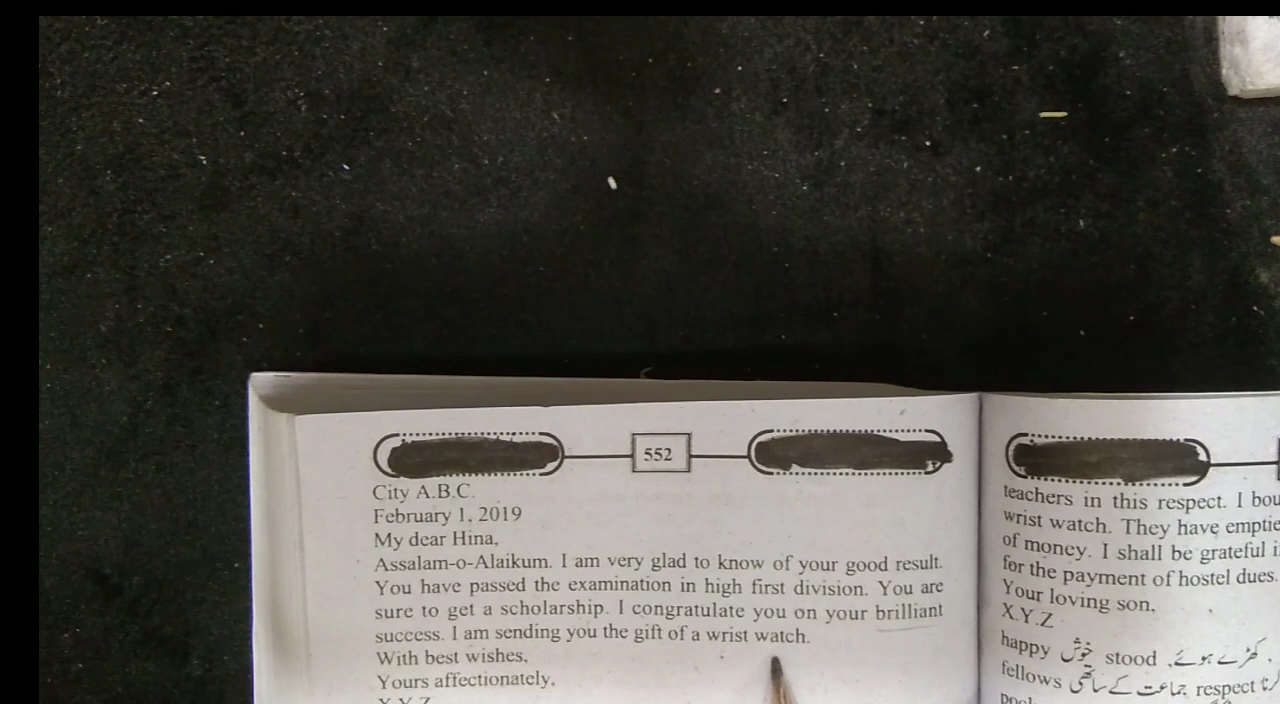 552
City A.B.C.
February 1, 2019
My dear Hina,
Assalam-o-Alaikum. I am very glad to know of your good result.
You have passed the examination in high first division. You are
sure to get a scholarship. I congratulate you on your brilliant
success. I am sending you the gift of a wrist watch.
With best wishes,
Yours affectionately,
X.Y.Z
teachers in this respect. I
wrist watch. They have
of money. I shall be grateful
for the payment of hostel dues.
Your loving son,
X.Y.Z
happy خوش stood کھڑے ہوئے,
fellows جماعت کے ساتھی respect